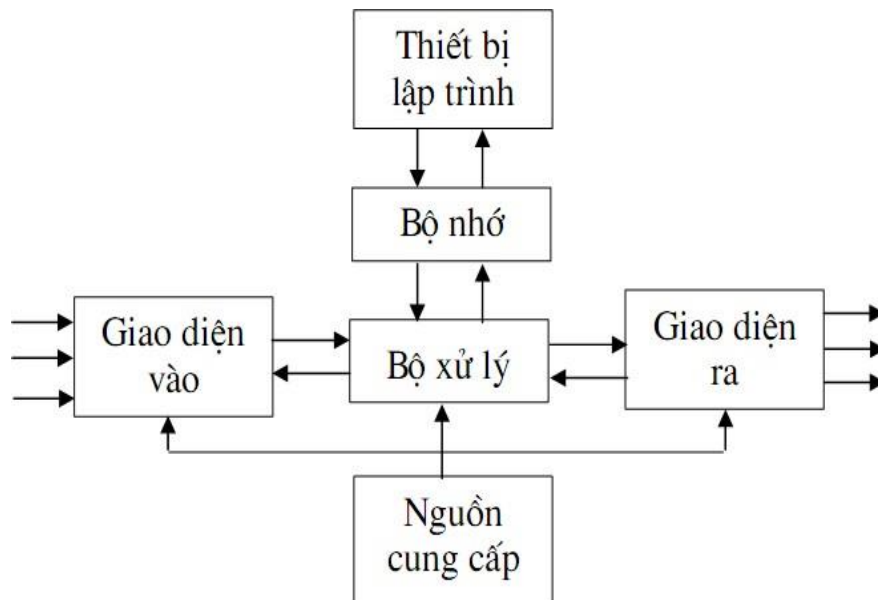 Thiết bị
lập trình
Bộ nhớ
Giao diện
vào
Bộ xử lý
Giao diện
ra
Nguồn
cung cấp